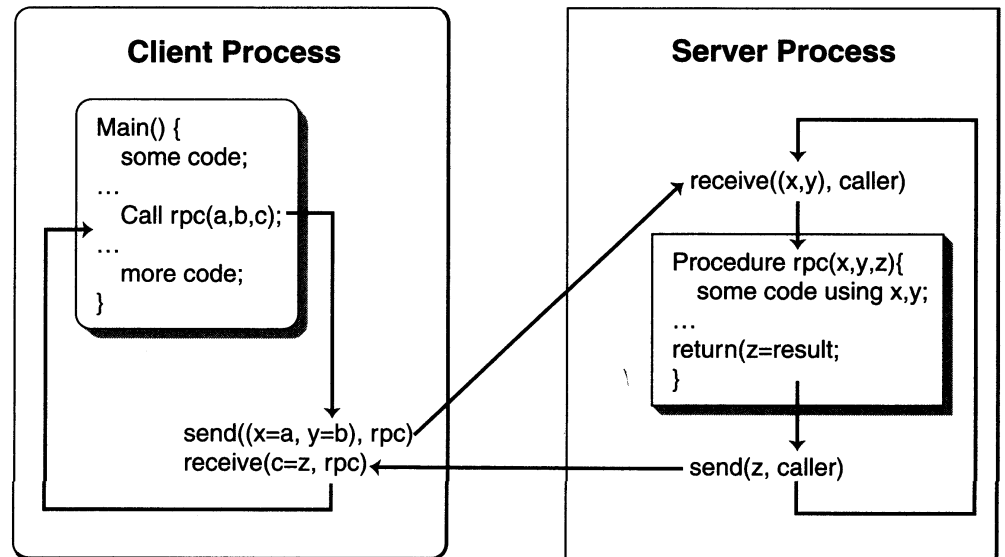 Client Process
Main() {
some code;
...
Call rpc(a,b,c);
...
more code;
}
send((x=a, y=b), rpc)
receive(c=z, rpc)
Server Process
receive((x,y), caller)
Procedure rpc(x,y,z){
some code using x,y;
...
return(z=result;
}
send(z, caller)